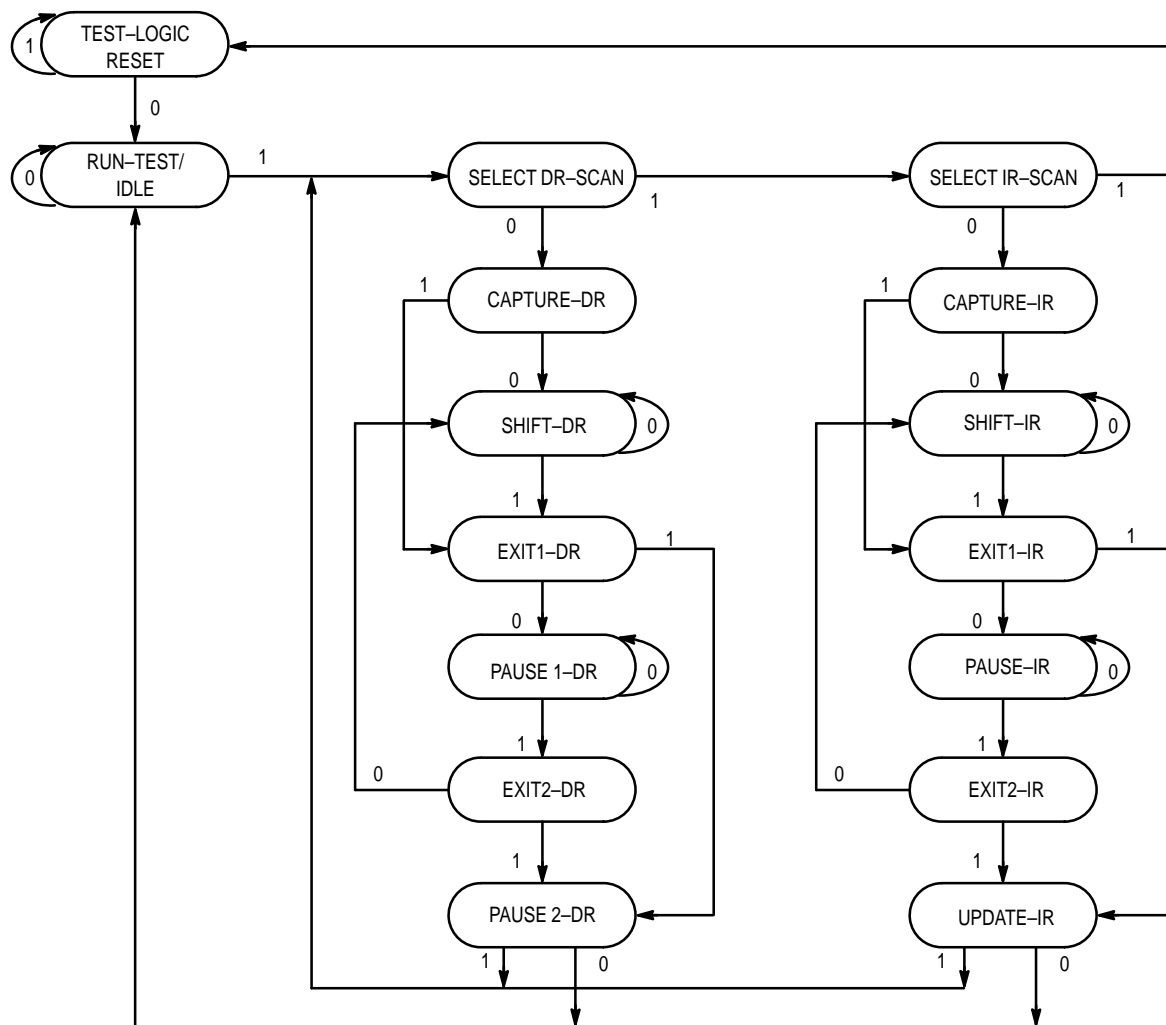 TEST–LOGIC
RESET
1
0
RUN–TEST/
IDLE
0
1
SELECT DR–SCAN
1
0
SELECT IR–SCAN
1
0
CAPTURE–DR
1
0
CAPTURE–IR
1
0
SHIFT–DR
0
1
SHIFT–IR
0
1
EXIT1–DR
1
0
EXIT1–IR
1
0
PAUSE 1–DR
0
1
PAUSE–IR
0
1
EXIT2–DR
0
1
EXIT2–IR
0
1
PAUSE 2–DR
1
0
UPDATE–IR
1
0